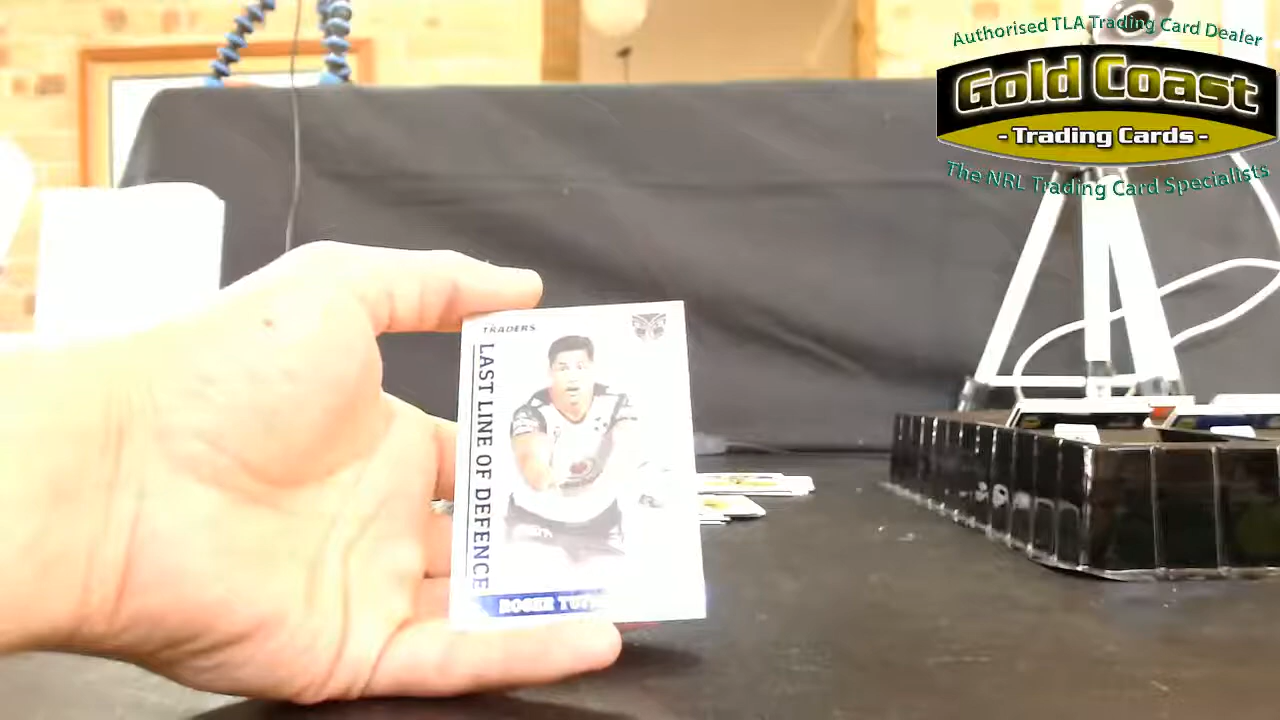 Authorised TLA Trading Card Dealer
Gold Coast
- Trading Cards -
The NRL Trading Card Specialists
TRADERS
LAST LINE OF DEFENCE
ROGER